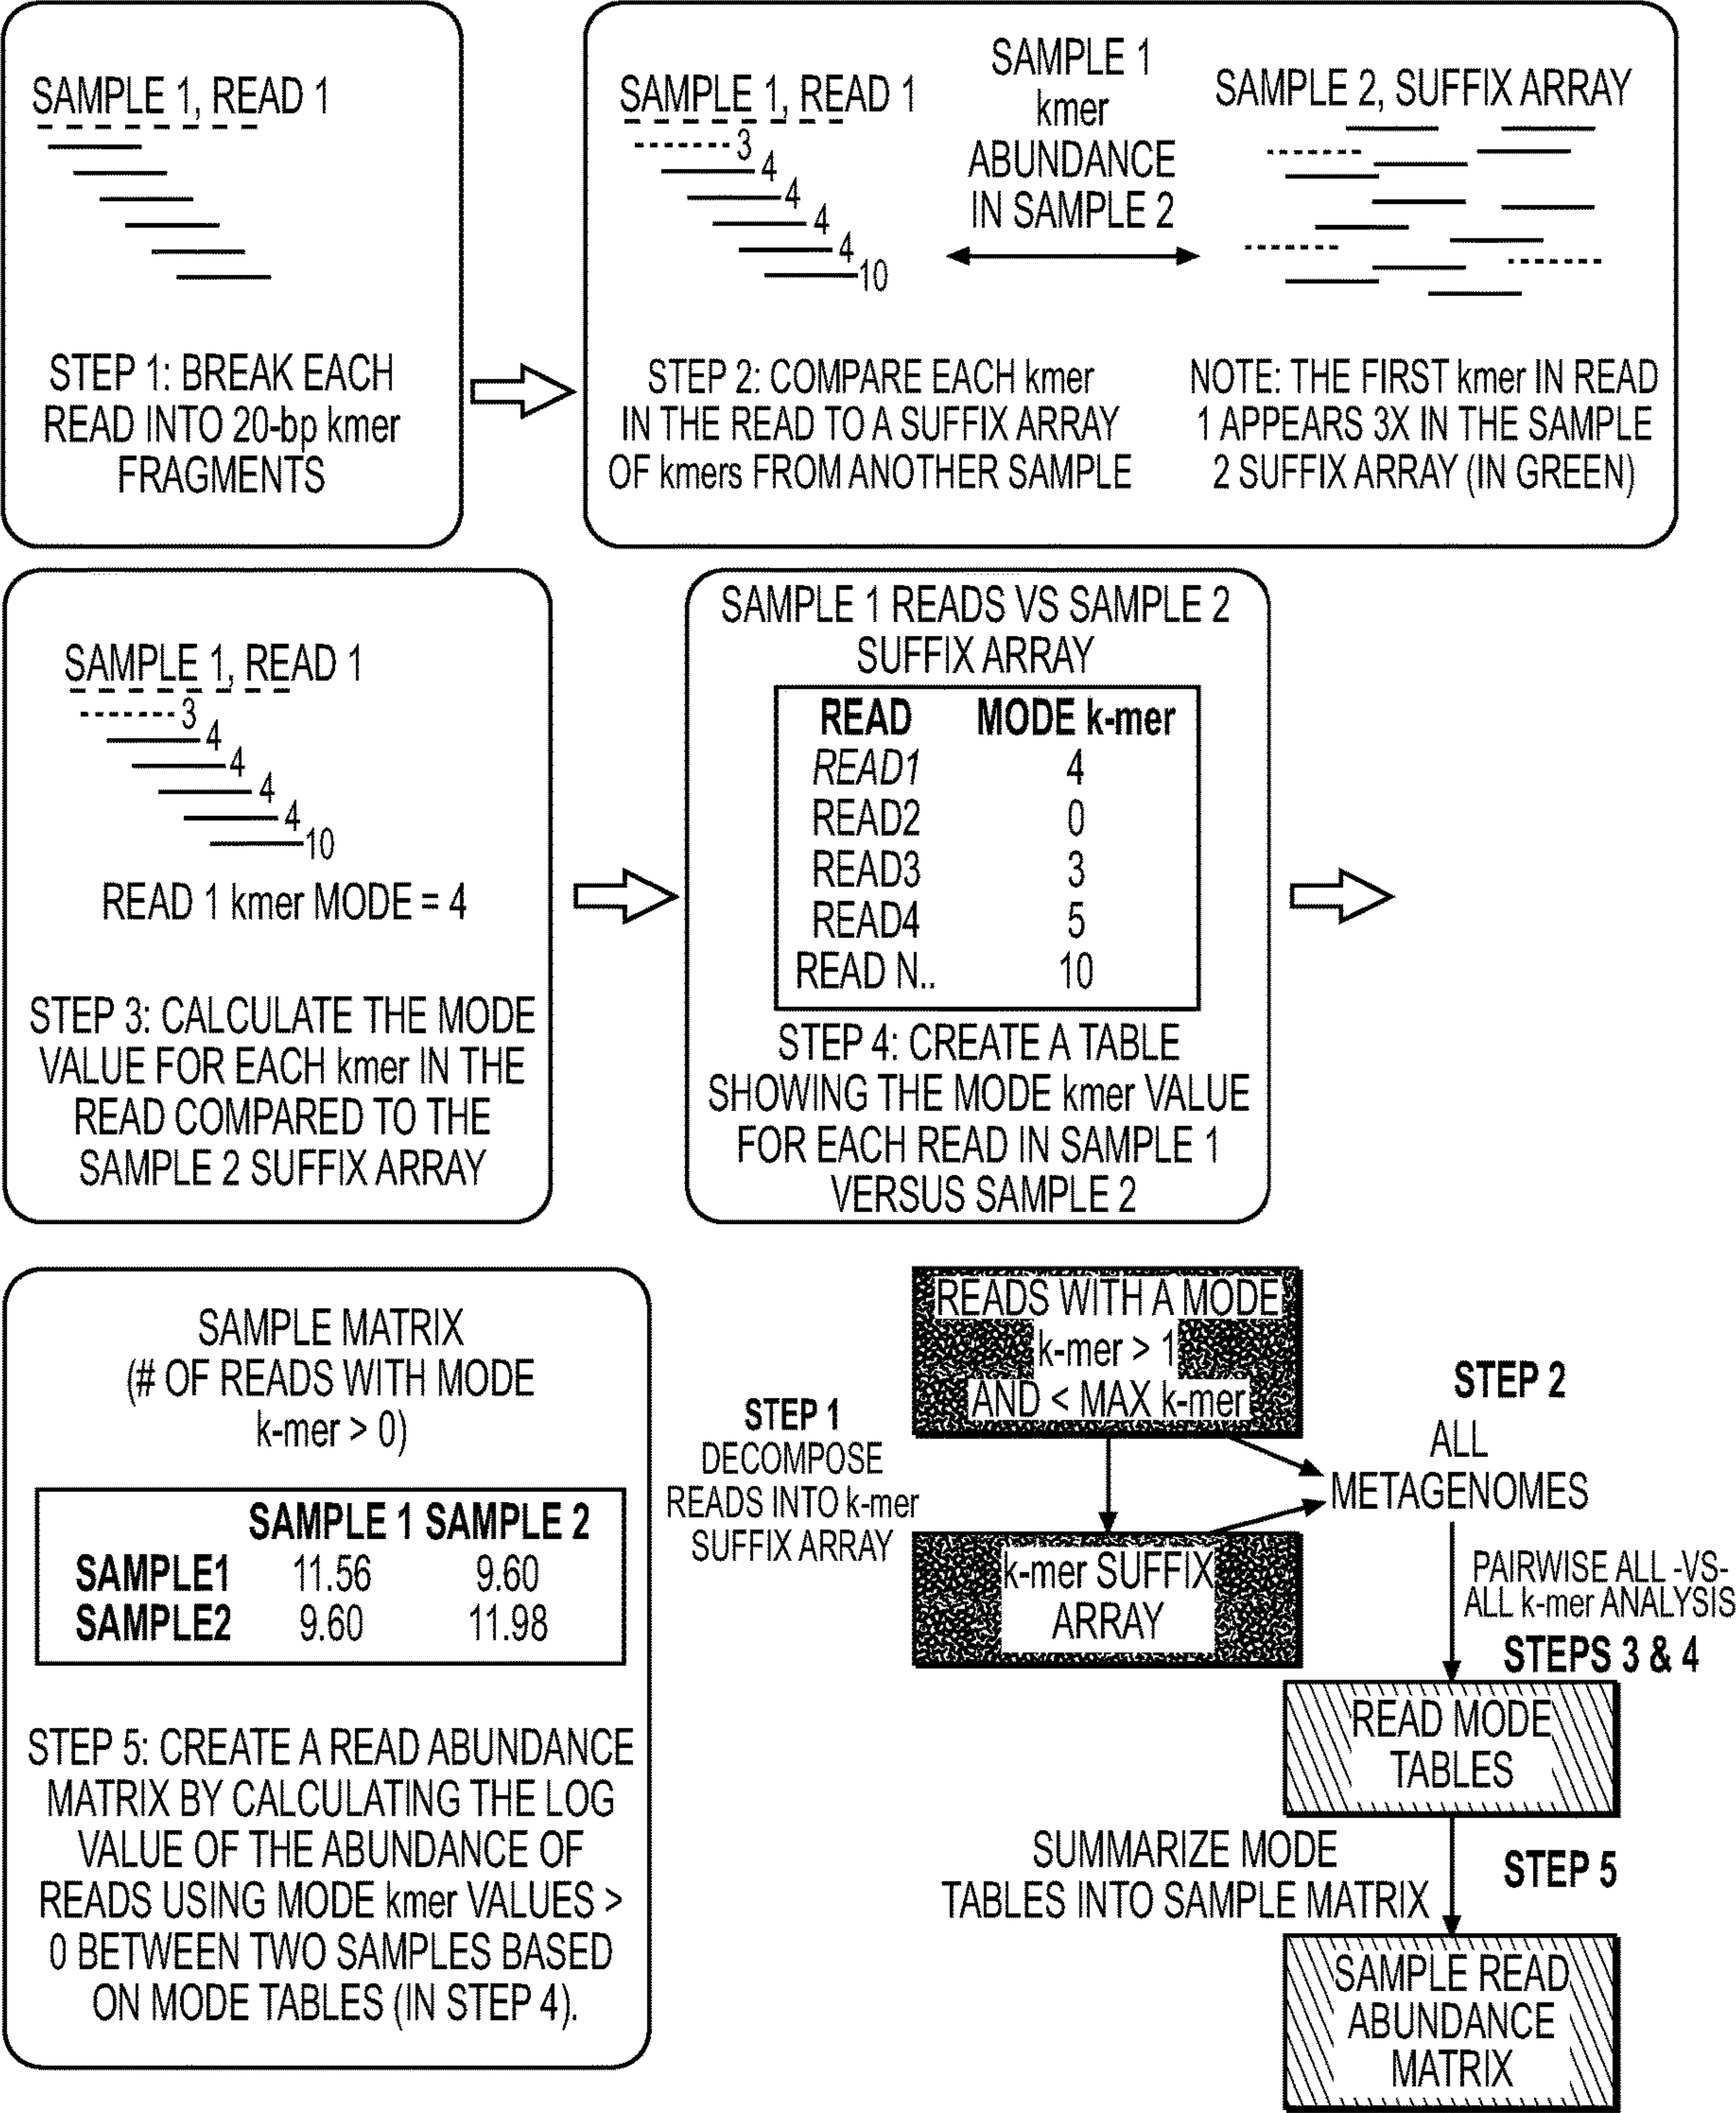 SAMPLE 1, READ 1
STEP 1: BREAK EACH
READ INTO 20-bp kmer
FRAGMENTS
SAMPLE 1, READ 1
3
4
4
4
4
10
SAMPLE 1
kmer
ABUNDANCE
IN SAMPLE 2
SAMPLE 2, SUFFIX ARRAY
STEP 2: COMPARE EACH kmer
IN THE READ TO A SUFFIX ARRAY
OF kmers FROM ANOTHER SAMPLE
NOTE: THE FIRST kmer IN READ
1 APPEARS 3X IN THE SAMPLE
2 SUFFIX ARRAY (IN GREEN)
SAMPLE 1, READ 1
3
4
4
4
4
10
READ 1 kmer MODE = 4
STEP 3: CALCULATE THE MODE
VALUE FOR EACH kmer IN THE
READ COMPARED TO THE
SAMPLE 2 SUFFIX ARRAY
SAMPLE 1 READS VS SAMPLE 2
SUFFIX ARRAY
READ MODE k-mer
READ1 4
READ2 0
READ3 3
READ4 5
READ N.. 10
STEP 4: CREATE A TABLE
SHOWING THE MODE kmer VALUE
FOR EACH READ IN SAMPLE 1
VERSUS SAMPLE 2
SAMPLE MATRIX
(# OF READS WITH MODE
k-mer > 0)
SAMPLE 1 SAMPLE 2
SAMPLE1 11.56 9.60
SAMPLE2 9.60 11.98
STEP 5: CREATE A READ ABUNDANCE
MATRIX BY CALCULATING THE LOG
VALUE OF THE ABUNDANCE OF
READS USING MODE kmer VALUES >
0 BETWEEN TWO SAMPLES BASED
ON MODE TABLES (IN STEP 4).
READS WITH A MODE
k-mer > 1
AND < MAX k-mer
STEP 1
DECOMPOSE
READS INTO k-mer
SUFFIX ARRAY
k-mer SUFFIX
ARRAY
STEP 2
ALL
METAGENOMES
PAIRWISE ALL -VS-
ALL k-mer ANALYSIS
STEPS 3 & 4
READ MODE
TABLES
SUMMARIZE MODE
TABLES INTO SAMPLE MATRIX
STEP 5
SAMPLE READ
ABUNDANCE
MATRIX